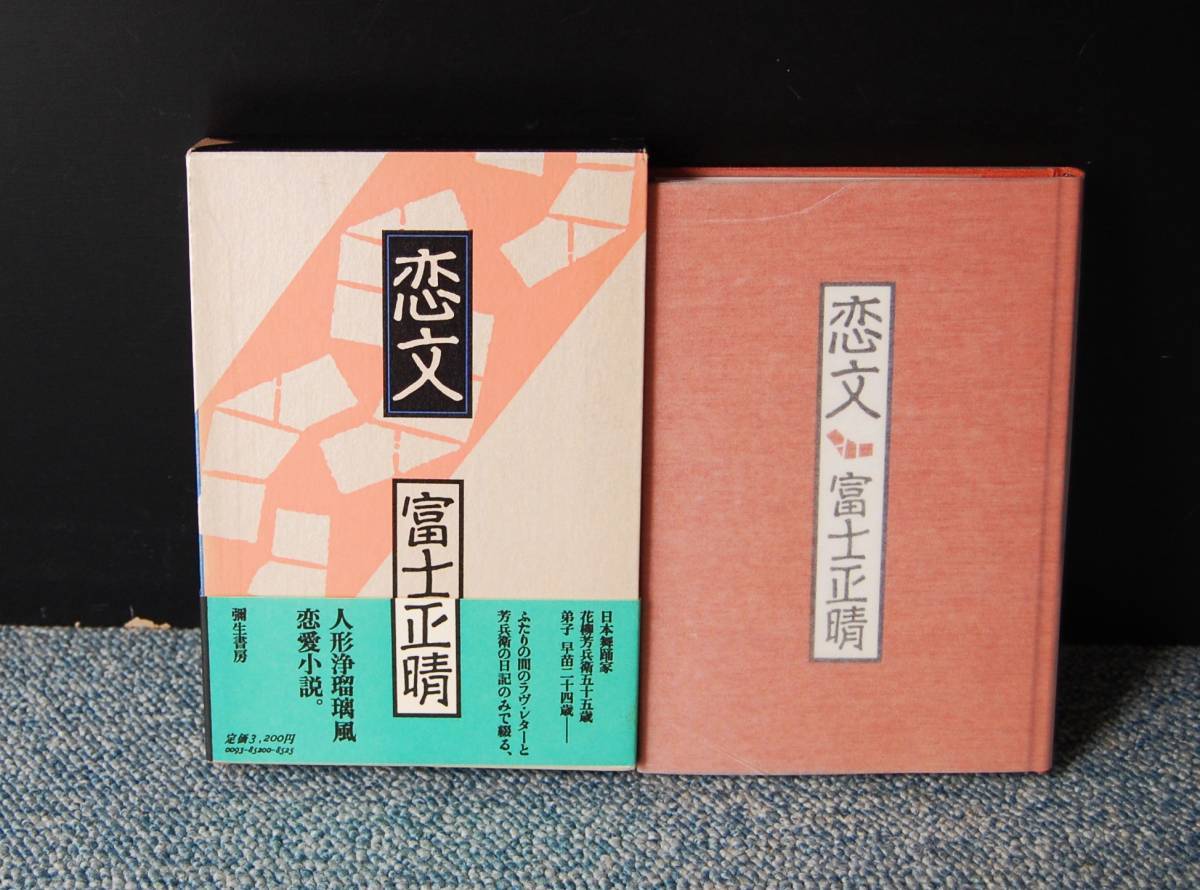 恋文
富士正晴
日本舞踊家
花柳芳兵衛五十五歳
弟子 早苗二十四歳――
ふたりの間のラヴ・レターと
芳兵衛の日記のみで綴る、
人形浄瑠璃風
恋愛小説。
彌生書房
定価3,200円
0093-85200-8525
恋文
富士正晴